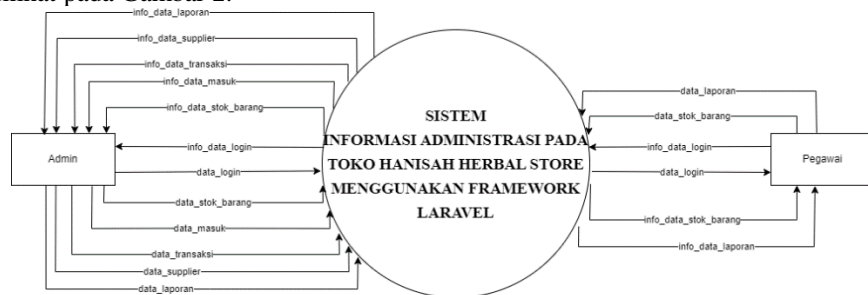 info_data_laporan
info_data_supplier
info_data_transaksi
info_data_masuk
info_data_stok_barang
Admin
info_data_login
data_login
data_stok_barang
data_masuk
data_transaksi
data_supplier
data_laporan
SISTEM
INFORMASI ADMINISTRASI PADA
TOKO HANISAH HERBAL STORE
MENGGUNAKAN FRAMEWORK
LARAVEL
data_laporan
data_stok_barang
info_data_login
data_login
Pegawai
info_data_stok_barang
info_data_laporan